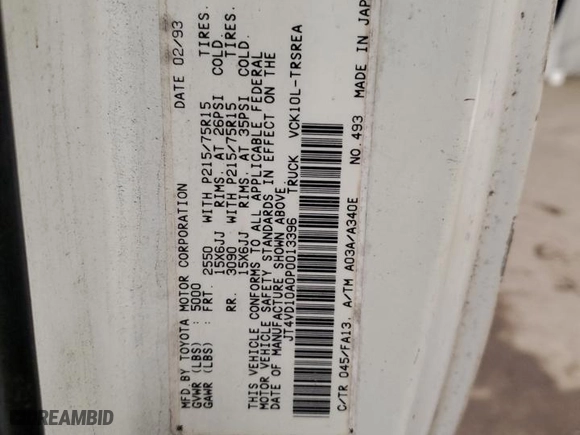 MFD BY TOYOTA MOTOR CORPORATION DATE 02/93
GVWR (LBS) : 5000
GAWR (LBS) : FRT. 2550 WITH P215/75R15 TIRES.
15X6JJ RIMS. AT 26PSI COLD.
RR. 3090 WITH P215/75R15 TIRES.
15X6JJ RIMS. AT 35PSI COLD.
THIS VEHICLE CONFORMS TO ALL APPLICABLE FEDERAL
MOTOR VEHICLE SAFETY STANDARDS IN EFFECT ON THE
DATE OF MANUFACTURE SHOWN ABOVE.
JT4VD10A0P0013396 TRUCK VCK10L-TRSREA
C/TR 045/FA13. A/TM A03A/A340E NO. 493 MADE IN JAP
DREAMBID